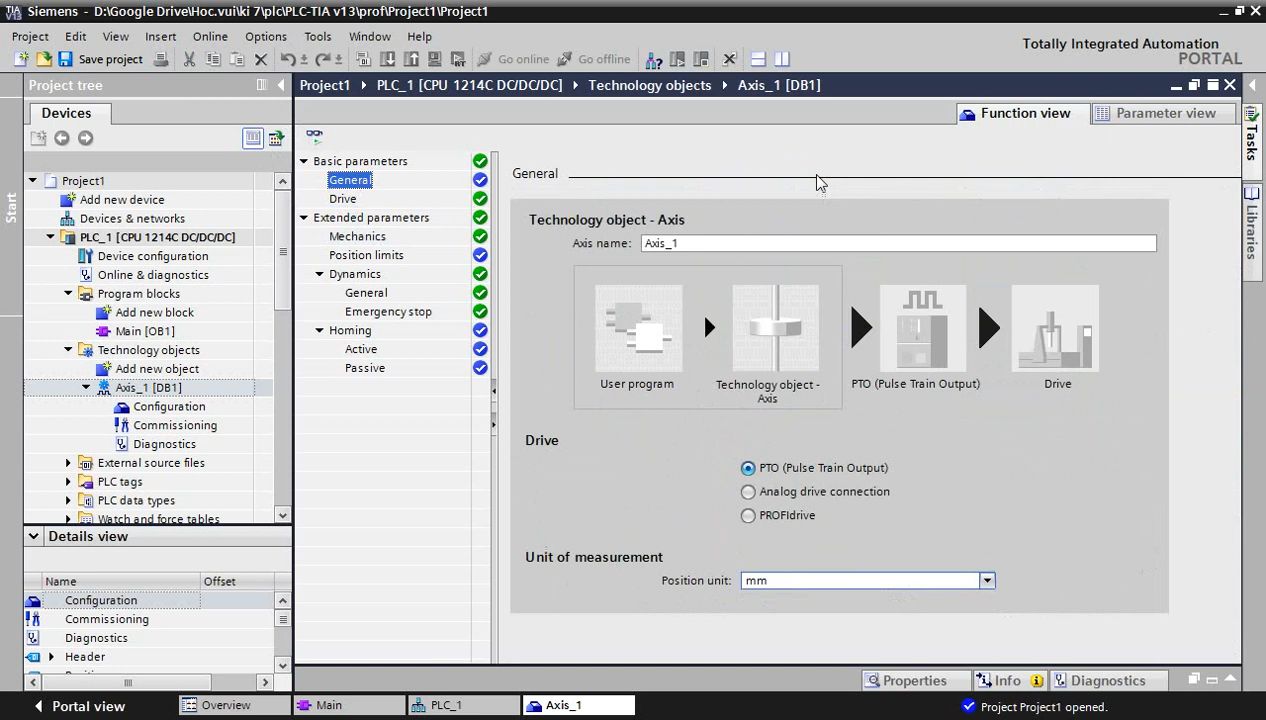 TIA
V13
Siemens - D:\Google Drive\Hoc.vui\ki 7\plc\PLC-TIA v13\prof\Project1\Project1
Project Edit View Insert Online Options Tools Window Help
Totally Integrated Automation
PORTAL
Save project
Go online
Go offline
Project tree
Project1 PLC_1 [CPU 1214C DC/DC/DC] Technology objects Axis_1 [DB1]
Devices
Function view
Parameter view
Start
Project1
Add new device
Devices & networks
PLC_1 [CPU 1214C DC/DC/DC]
Device configuration
Online & diagnostics
Program blocks
Add new block
Main [OB1]
Technology objects
Add new object
Axis_1 [DB1]
Configuration
Commissioning
Diagnostics
External source files
PLC tags
PLC data types
Watch and force tables
Details view
Name Offset
Configuration
Commissioning
Diagnostics
Header
Basic parameters
General
Drive
Extended parameters
Mechanics
Position limits
Dynamics
General
Emergency stop
Homing
Active
Passive
General
Technology object - Axis
Axis name: Axis_1
User program
Technology object -
Axis
PTO (Pulse Train Output)
Drive
Drive
PTO (Pulse Train Output)
Analog drive connection
PROFIdrive
Unit of measurement
Position unit: mm
Tasks
Libraries
Properties
Info
Diagnostics
Portal view
Overview
Main
PLC_1
Axis_1
Project Project1 opened.